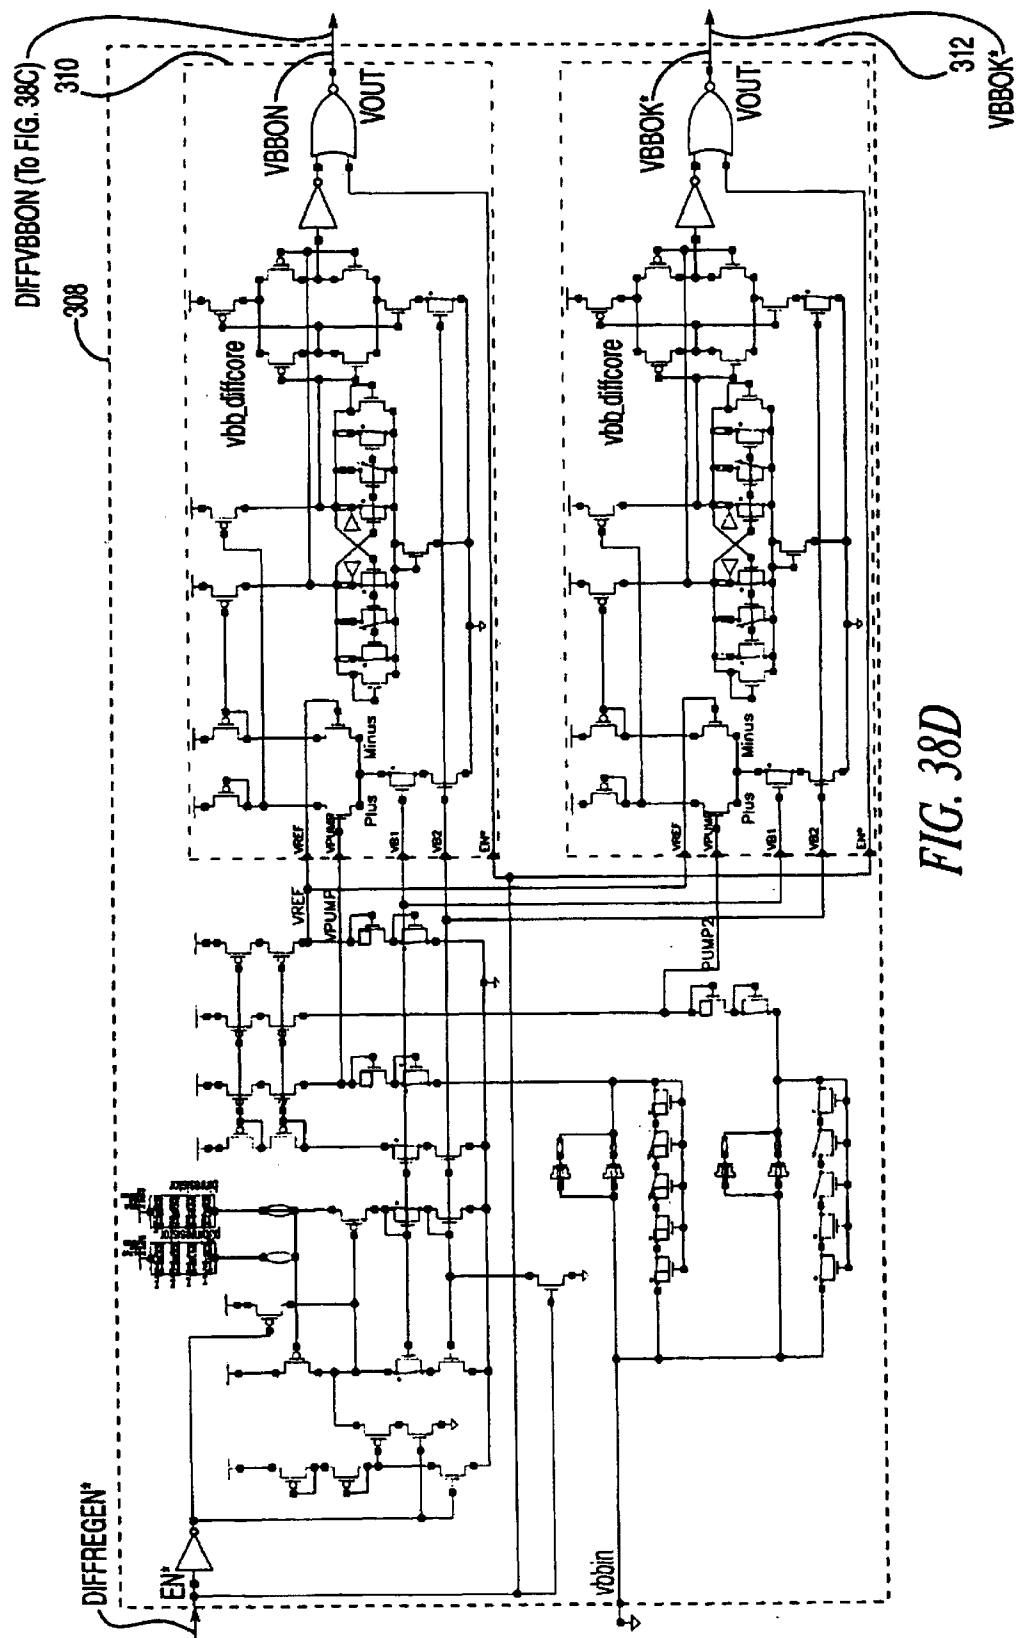 DIFFVBBON (To FIG. 38C)
308
310
VBBON
VOUT
vbb_diffcore
Plus
Minus
VREF
VPUMP
VB1
VB2
EN*
VREF
VPUMP
312
VBBOK*
VBBOK*
VOUT
vbb_diffcore
Plus
Minus
VREF
VPUMP
VB1
VB2
EN*
PUMP2
DIFFREGEN*
EN*
vbbin
FIG. 38D